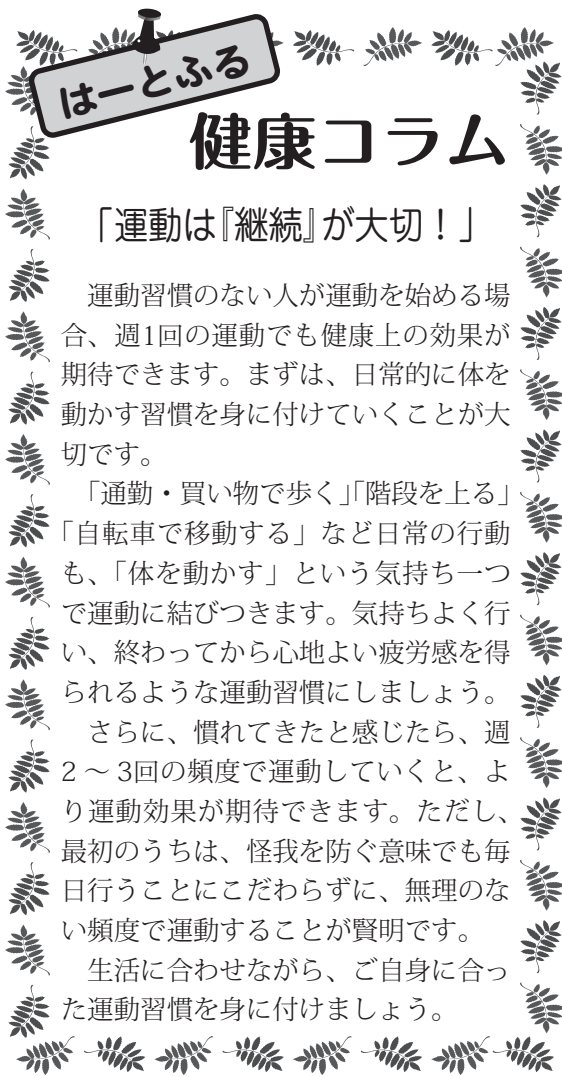 はーとふる
健康コラム
「運動は『継続』が大切！」
　運動習慣のない人が運動を始める場
合、週1回の運動でも健康上の効果が
期待できます。まずは、日常的に体を
動かす習慣を身に付けていくことが大
切です。
　「通勤・買い物で歩く」「階段を上る」
「自転車で移動する」など日常の行動
も、「体を動かす」という気持ち一つ
で運動に結びつきます。気持ちよく行
い、終わってから心地よい疲労感を得
られるような運動習慣にしましょう。
　さらに、慣れてきたと感じたら、週
2～3回の頻度で運動していくと、よ
り運動効果が期待できます。ただし、
最初のうちは、怪我を防ぐ意味でも毎
日行うことにこだわらずに、無理のな
い頻度で運動することが賢明です。
　生活に合わせながら、ご自身に合っ
た運動習慣を身に付けましょう。